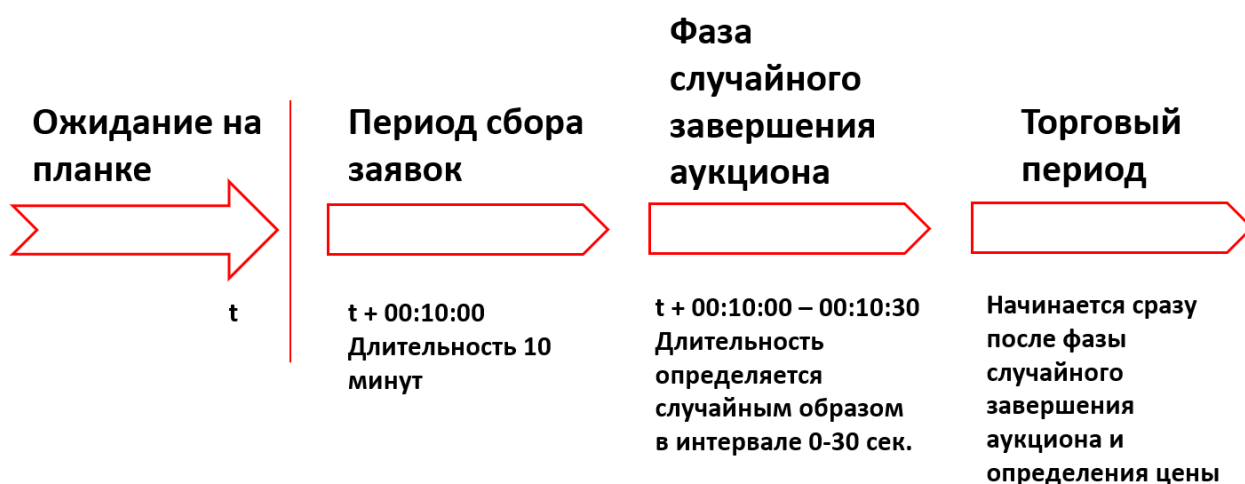 Ожидание на
планке
t
Период сбора
заявок
t + 00:10:00
Длительность 10
минут
Фаза
случайного
завершения
аукциона
t + 00:10:00 – 00:10:30
Длительность
определяется
случайным образом
в интервале 0-30 сек.
Торговый
период
Начинается сразу
после фазы
случайного
завершения
аукциона и
определения цены